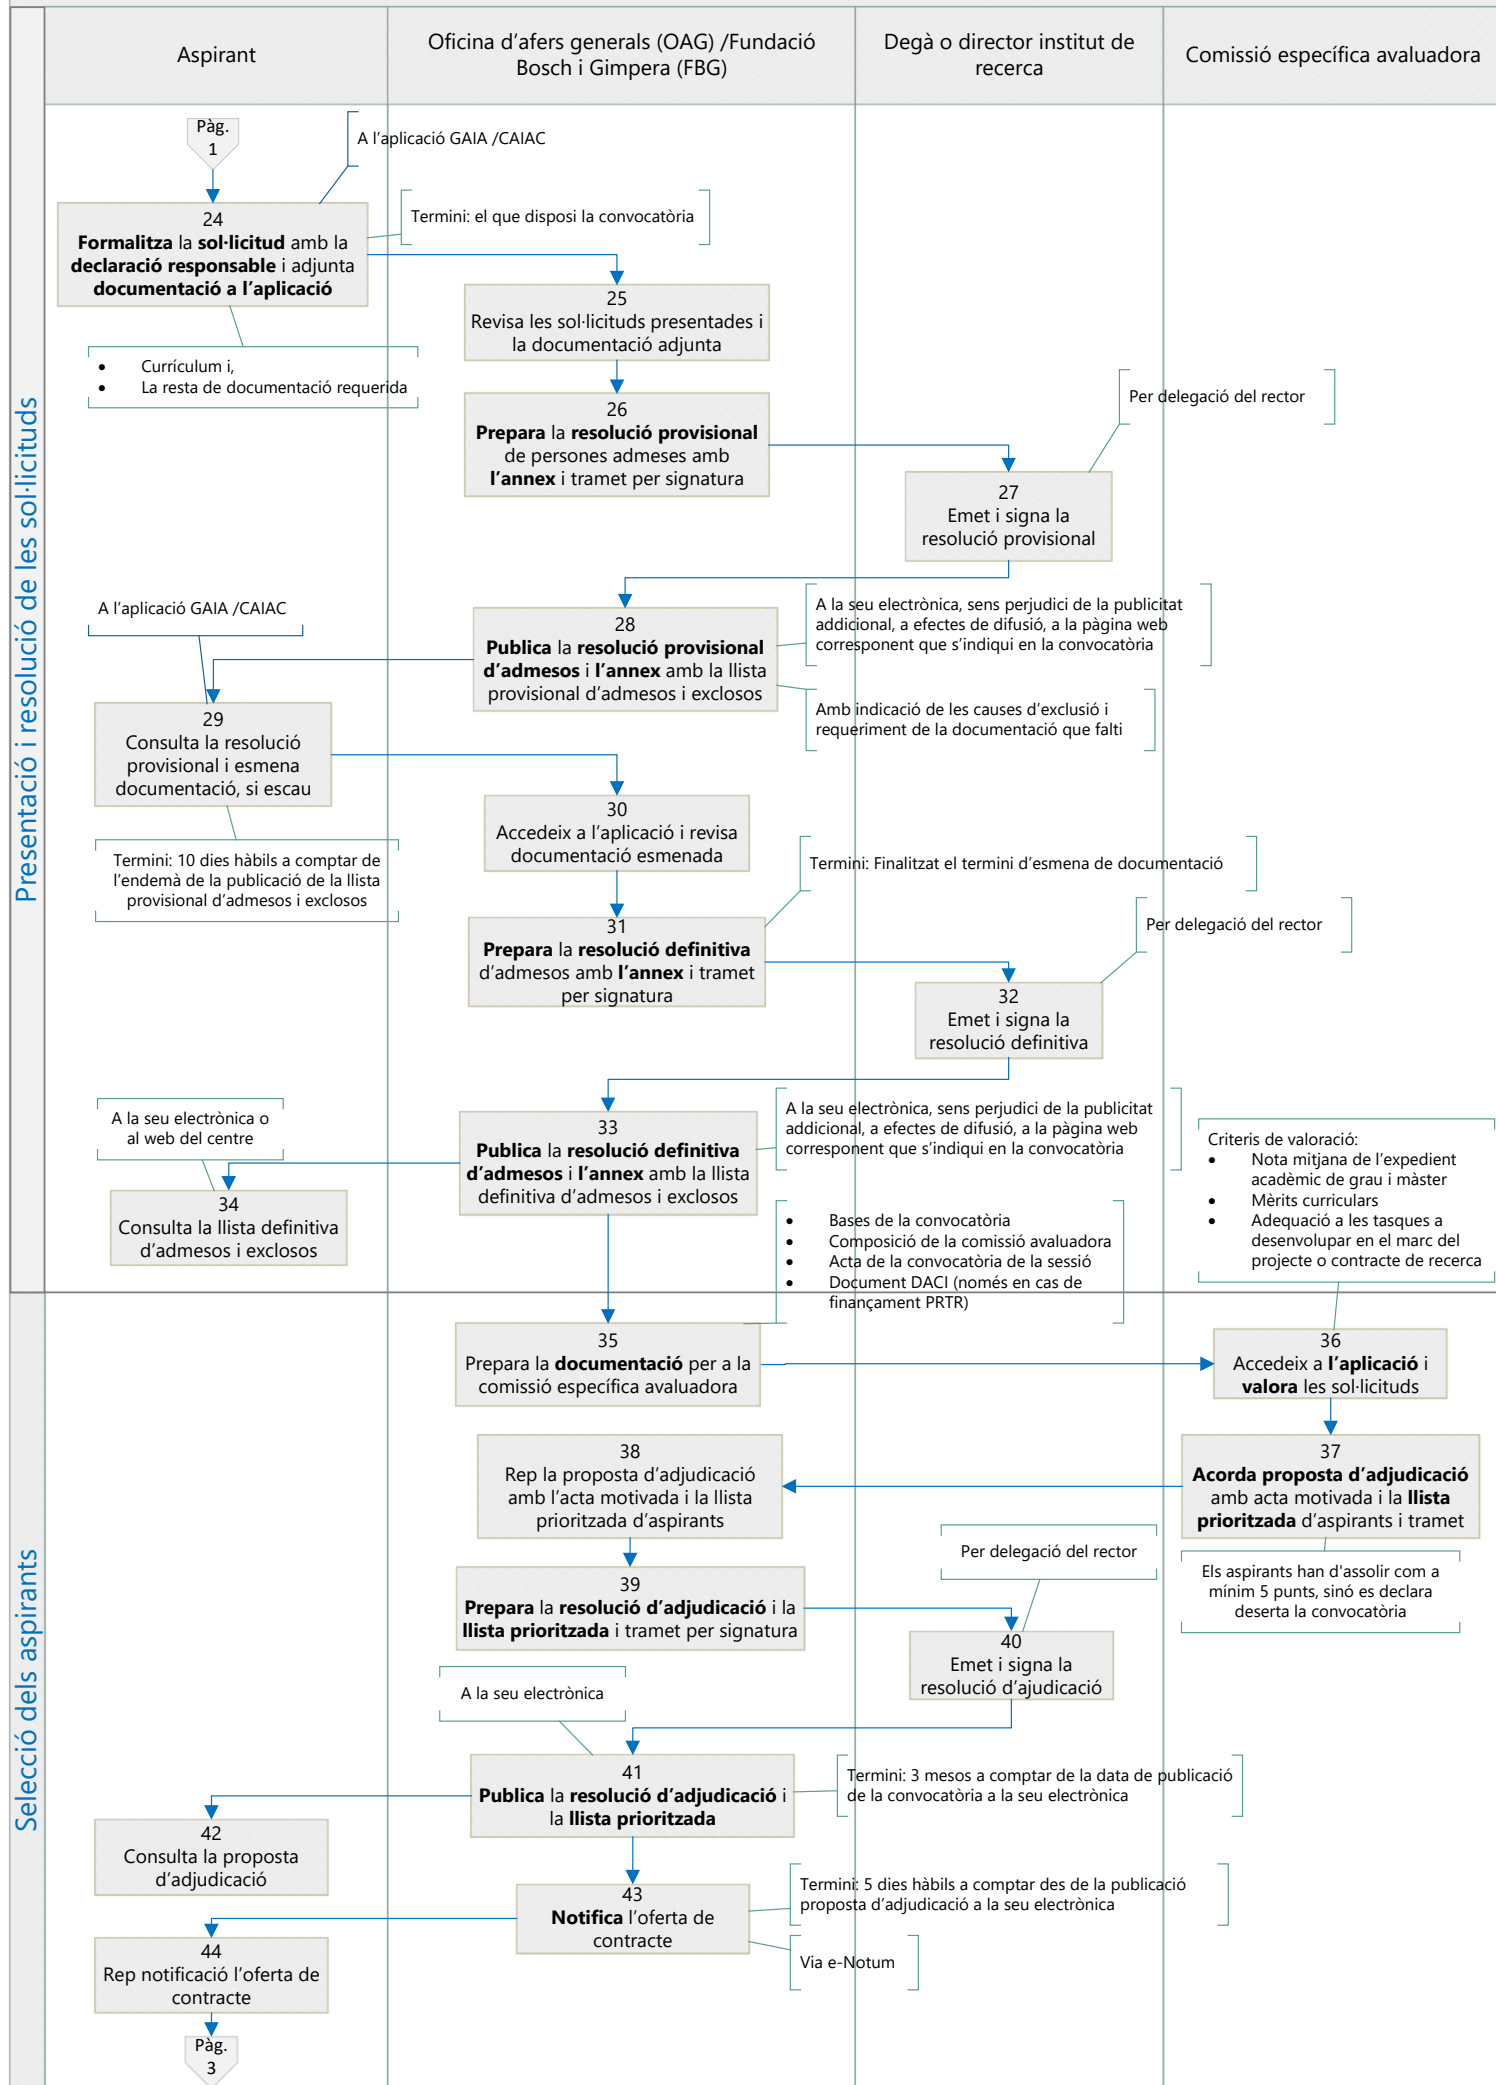 Aspirant
Oficina d'afers generals (OAG) /Fundació
Bosch i Gimpera (FBG)
Degà o director institut de
recerca
Comissió específica avaluadora
Presentació i resolució de les sol·licituds
Pàg.
1
A l'aplicació GAIA /CAIAC
Termini: el que disposi la convocatòria
24
Formalitza la sol·licitud amb la
declaració responsable i adjunta
documentació a l'aplicació
• Currículum i,
• La resta de documentació requerida
25
Revisa les sol·licituds presentades i
la documentació adjunta
26
Prepara la resolució provisional
de persones admeses amb
l'annex i tramet per signatura
Per delegació del rector
27
Emet i signa la
resolució provisional
28
Publica la resolució provisional
d'admesos i l'annex amb la llista
provisional d'admesos i exclosos
A la seu electrònica, sens perjudici de la publicitat
addicional, a efectes de difusió, a la pàgina web
corresponent que s'indiqui en la convocatòria
Amb indicació de les causes d'exclusió i
requeriment de la documentació que falti
A l'aplicació GAIA /CAIAC
29
Consulta la resolució
provisional i esmena
documentació, si escau
Termini: 10 dies hàbils a comptar de
l'endemà de la publicació de la llista
provisional d'admesos i exclosos
30
Accedeix a l'aplicació i revisa
documentació esmenada
Termini: Finalitzat el termini d'esmena de documentació
31
Prepara la resolució definitiva
d'admesos amb l'annex i tramet
per signatura
Per delegació del rector
32
Emet i signa la
resolució definitiva
33
Publica la resolució definitiva
d'admesos i l'annex amb la llista
definitiva d'admesos i exclosos
A la seu electrònica, sens perjudici de la publicitat
addicional, a efectes de difusió, a la pàgina web
corresponent que s'indiqui en la convocatòria
A la seu electrònica o
al web del centre
34
Consulta la llista definitiva
d'admesos i exclosos
• Bases de la convocatòria
• Composició de la comissió avaluadora
• Acta de la convocatòria de la sessió
• Document DACI (només en cas de
finançament PRTR)
Criteris de valoració:
• Nota mitjana de l'expedient
acadèmic de grau i màster
• Mèrits curriculars
• Adequació a les tasques a
desenvolupar en el marc del
projecte o contracte de recerca
Selecció dels aspirants
35
Prepara la documentació per a la
comissió específica avaluadora
36
Accedeix a l'aplicació i
valora les sol·licituds
37
Acorda proposta d'adjudicació
amb acta motivada i la llista
prioritzada d'aspirants i tramet
Els aspirants han d'assolir com a
mínim 5 punts, sinó es declara
deserta la convocatòria
38
Rep la proposta d'adjudicació
amb l'acta motivada i la llista
prioritzada d'aspirants
39
Prepara la resolució d'adjudicació i la
llista prioritzada i tramet per signatura
Per delegació del rector
40
Emet i signa la
resolució d'ajudicació
A la seu electrònica
41
Publica la resolució d'adjudicació i
la llista prioritzada
Termini: 3 mesos a comptar de la data de publicació
de la convocatòria a la seu electrònica
42
Consulta la proposta
d'adjudicació
43
Notifica l'oferta de
contracte
Termini: 5 dies hàbils a comptar des de la publicació
proposta d'adjudicació a la seu electrònica
Via e-Notum
44
Rep notificació l'oferta de
contracte
Pàg.
3